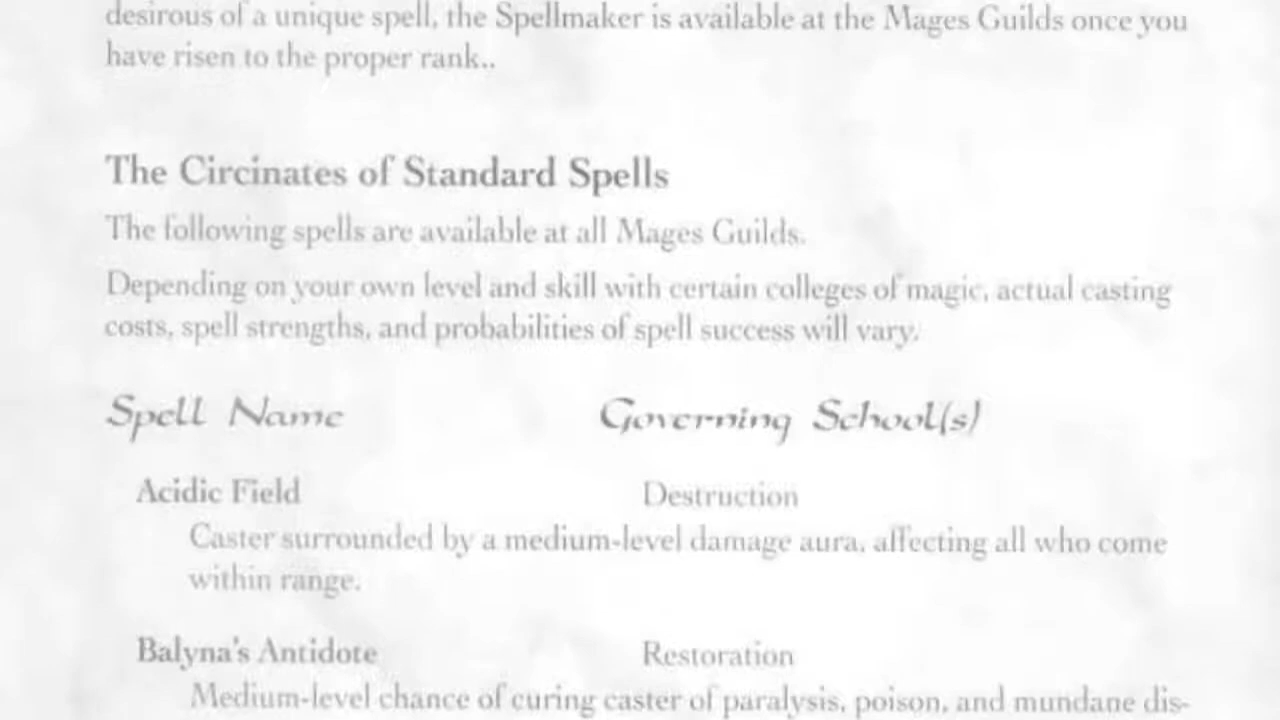 desirous of a unique spell, the Spellmaker is available at the Mages Guilds once you
have risen to the proper rank..
The Circinates of Standard Spells
The following spells are available at all Mages Guilds.
Depending on your own level and skill with certain colleges of magic, actual casting
costs, spell strengths, and probabilities of spell success will vary.
Spell Name Governing School(s)
Acidic Field Destruction
Caster surrounded by a medium-level damage aura, affecting all who come
within range.
Balyna's Antidote Restoration
Medium-level chance of curing caster of paralysis, poison, and mundane dis-